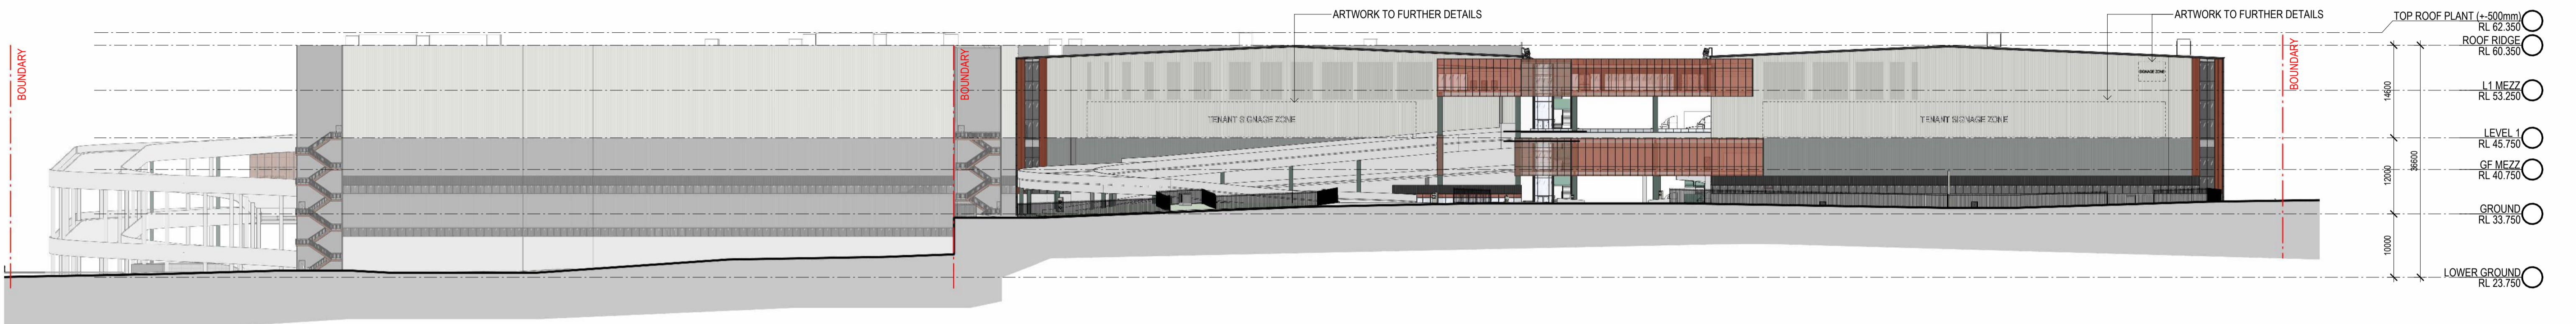 ARTWORK TO FURTHER DETAILS
ARTWORK TO FURTHER DETAILS
TOP ROOF PLANT (+-500mm)
RL 62.350
ROOF RIDGE
RL 60.350
BOUNDARY
BOUNDARY
BOUNDARY
SIGNAGE ZONE
L1 MEZZ
RL 53.250
14600
TENANT SIGNAGE ZONE
TENANT SIGNAGE ZONE
LEVEL 1
RL 45.750
GF MEZZ
RL 40.750
12000
36600
GROUND
RL 33.750
10000
LOWER GROUND
RL 23.750